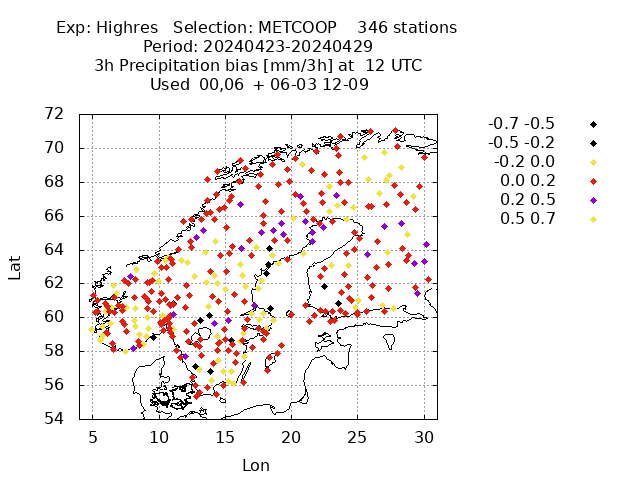 Exp: Highres   Selection: METCOOP    346 stations
Period: 20240423-20240429
3h Precipitation bias [mm/3h] at  12 UTC
Used  00,06  + 06-03 12-09
-0.7 -0.5
-0.5 -0.2
-0.2 0.0
0.0 0.2
0.2 0.5
0.5 0.7
72
70
68
66
64
62
60
58
56
54
Lat
5 10 15 20 25 30
Lon